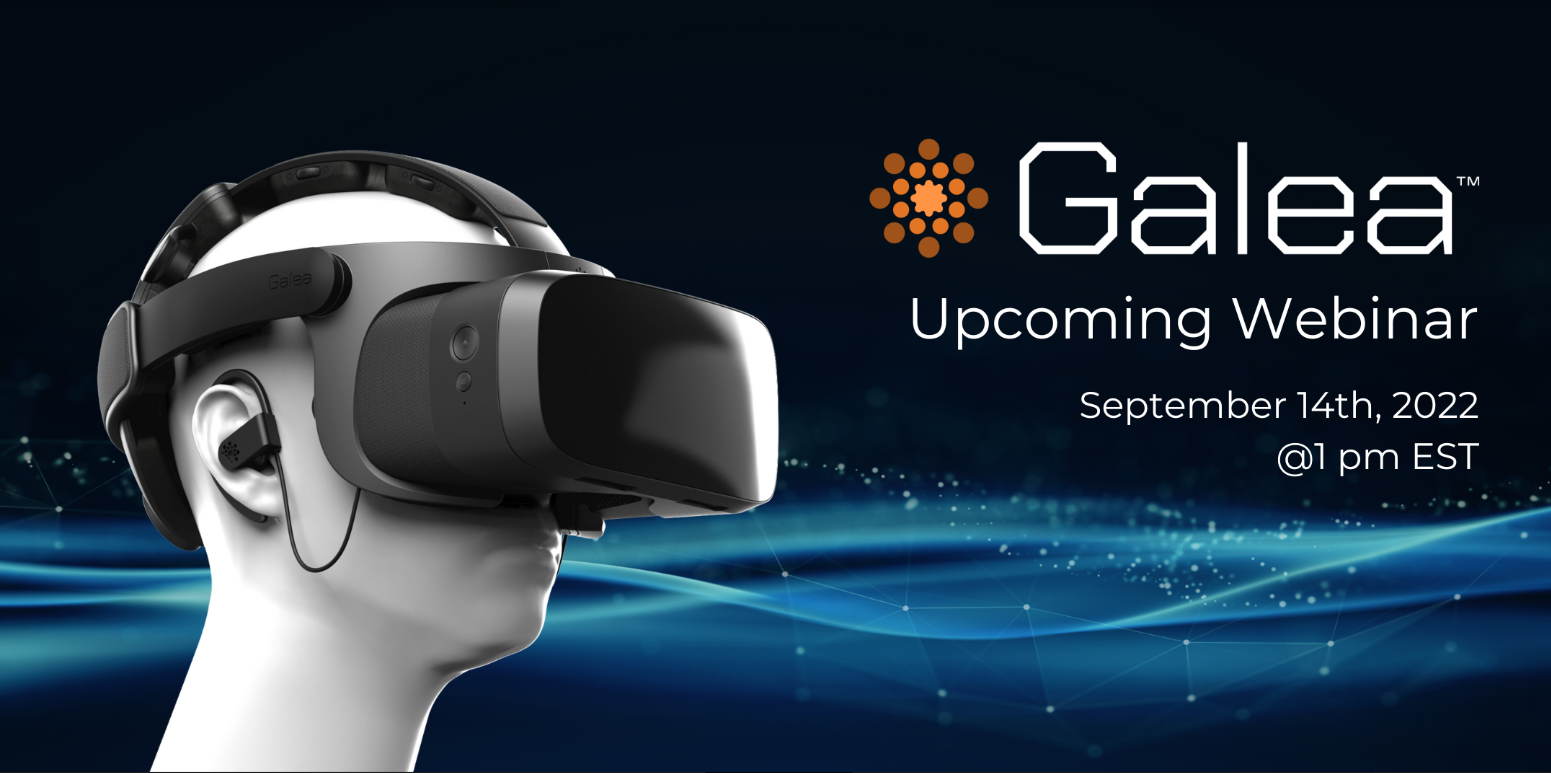 Galea™
Upcoming Webinar
September 14th, 2022
@1 pm EST
Galea